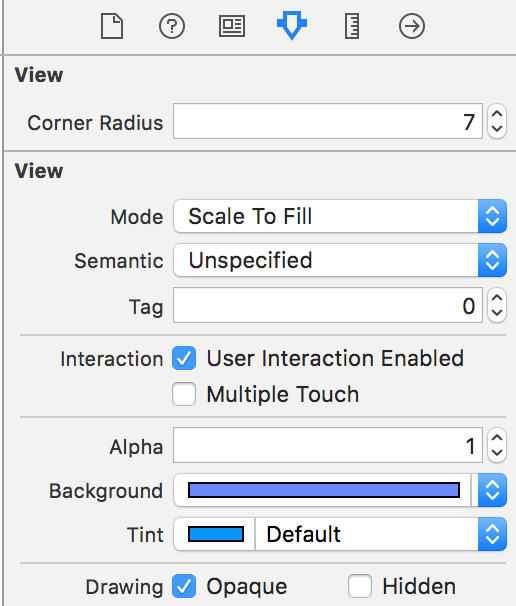 View
Corner Radius 7
View
Mode Scale To Fill
Semantic Unspecified
Tag 0
Interaction User Interaction Enabled
Multiple Touch
Alpha 1
Background
Tint Default
Drawing Opaque Hidden